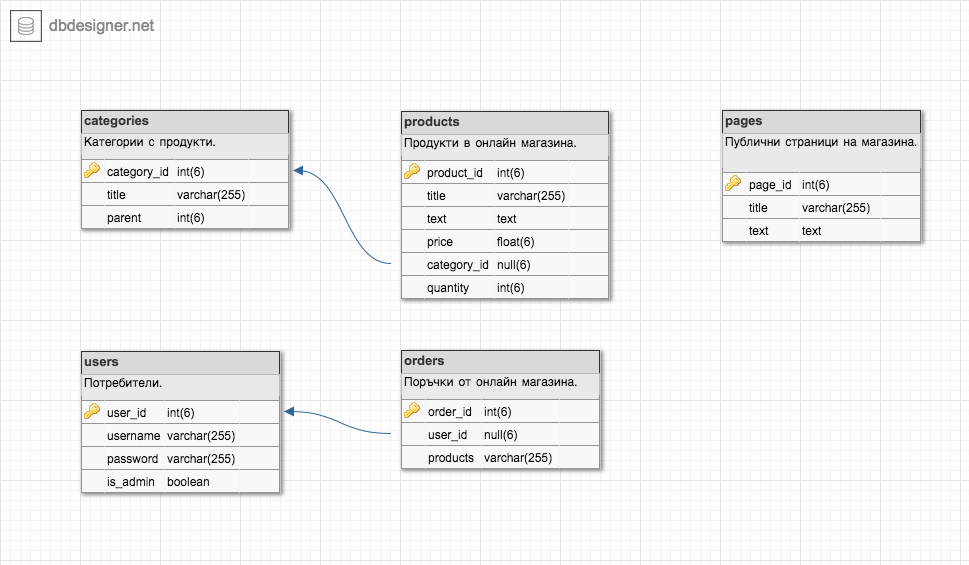 dbdesigner.net
categories
Категории с продукти.
category_id int(6)
title varchar(255)
parent int(6)
products
Продукти в онлайн магазина.
product_id int(6)
title varchar(255)
text text
price float(6)
category_id null(6)
quantity int(6)
pages
Публични страници на магазина.
page_id int(6)
title varchar(255)
text text
users
Потребители.
user_id int(6)
username varchar(255)
password varchar(255)
is_admin boolean
orders
Поръчки от онлайн магазина.
order_id int(6)
user_id null(6)
products varchar(255)